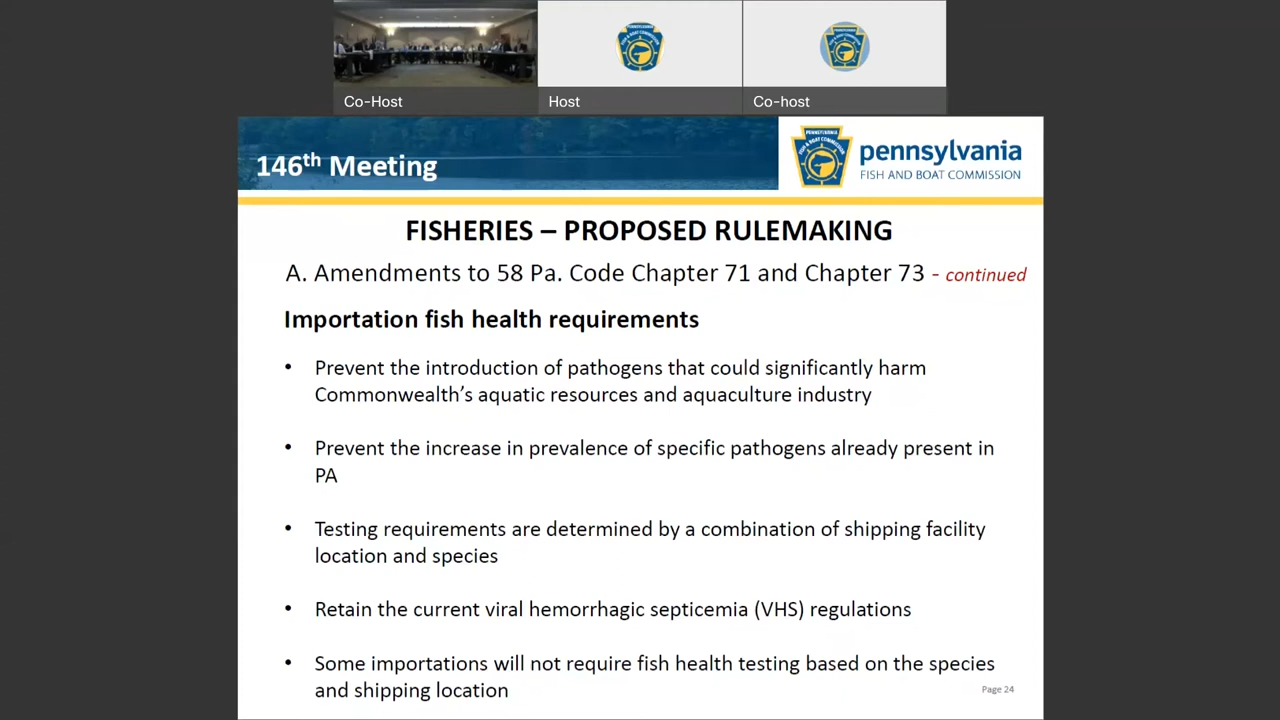 Co-Host
Host
Co-host
146th Meeting
PENNSYLVANIA
FISH & BOAT COMMISSION
pennsylvania
FISH AND BOAT COMMISSION
FISHERIES – PROPOSED RULEMAKING
A. Amendments to 58 Pa. Code Chapter 71 and Chapter 73 - continued
Importation fish health requirements
• Prevent the introduction of pathogens that could significantly harm
Commonwealth’s aquatic resources and aquaculture industry
• Prevent the increase in prevalence of specific pathogens already present in
PA
• Testing requirements are determined by a combination of shipping facility
location and species
• Retain the current viral hemorrhagic septicemia (VHS) regulations
• Some importations will not require fish health testing based on the species
and shipping location
Page 24